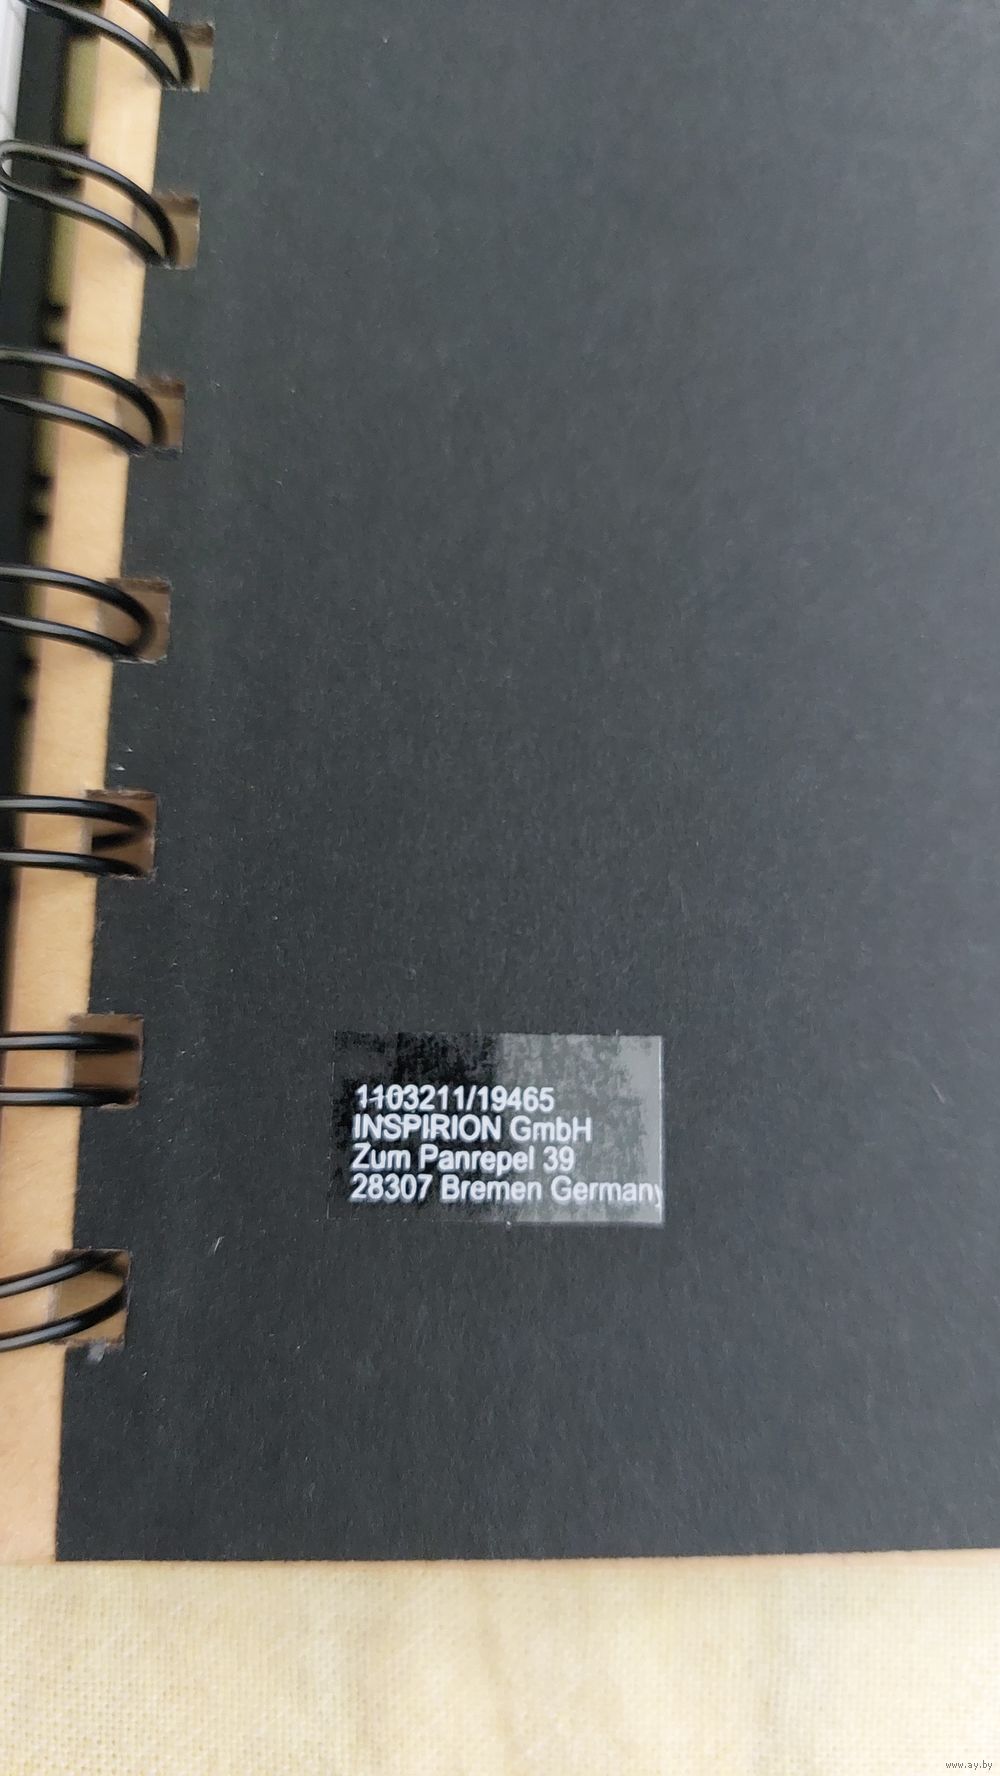 1103211/19465
INSPIRION GmbH
Zum Panrepel 39
28307 Bremen Germany
www.ay.by